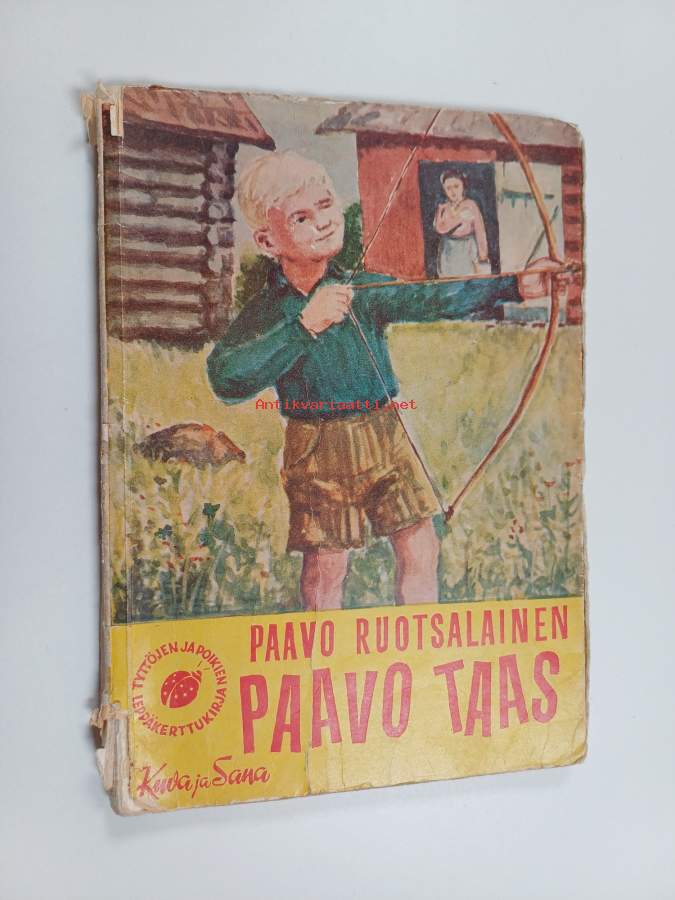 Antikvariaatti.net
PAAVO RUOTSALAINEN
PAAVO TAAS
TYTTÖJEN JA POIKIEN
LEPPÄKERTTUKIRJA
Kuva ja Sana